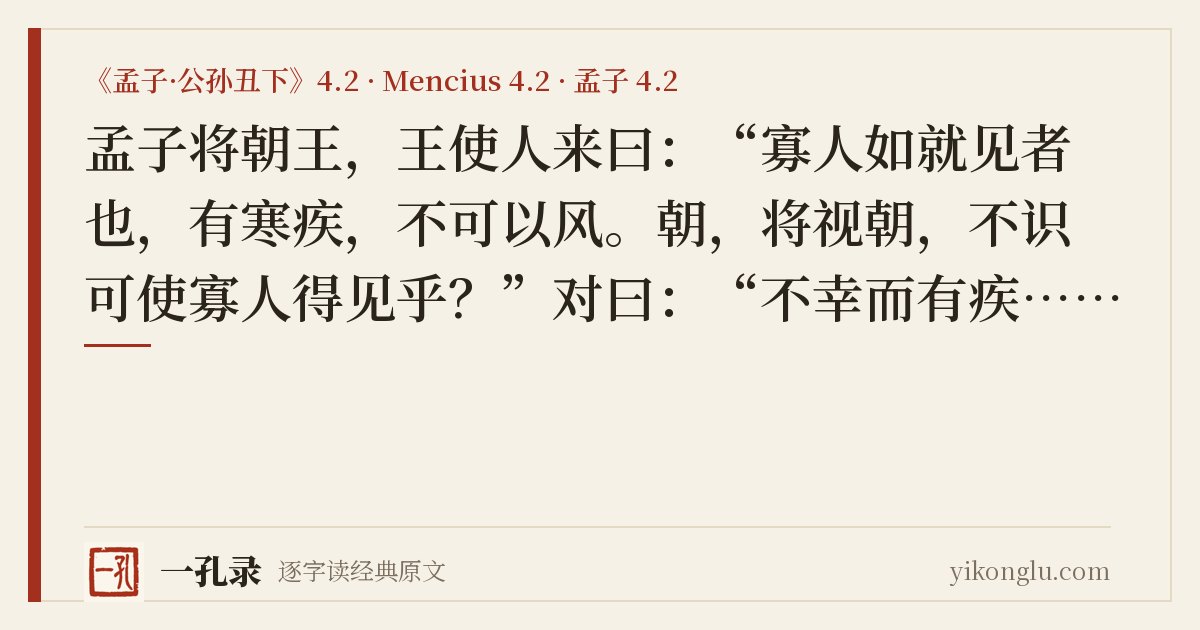 《孟子·公孙丑下》4.2 · Mencius 4.2 · 孟子 4.2
孟子将朝王，王使人来曰：“寡人如就见者
也，有寒疾，不可以风。朝，将视朝，不识
可使寡人得见乎？”对曰：“不幸而有疾……
一孔
一孔录 逐字读经典原文
yikonglu.com